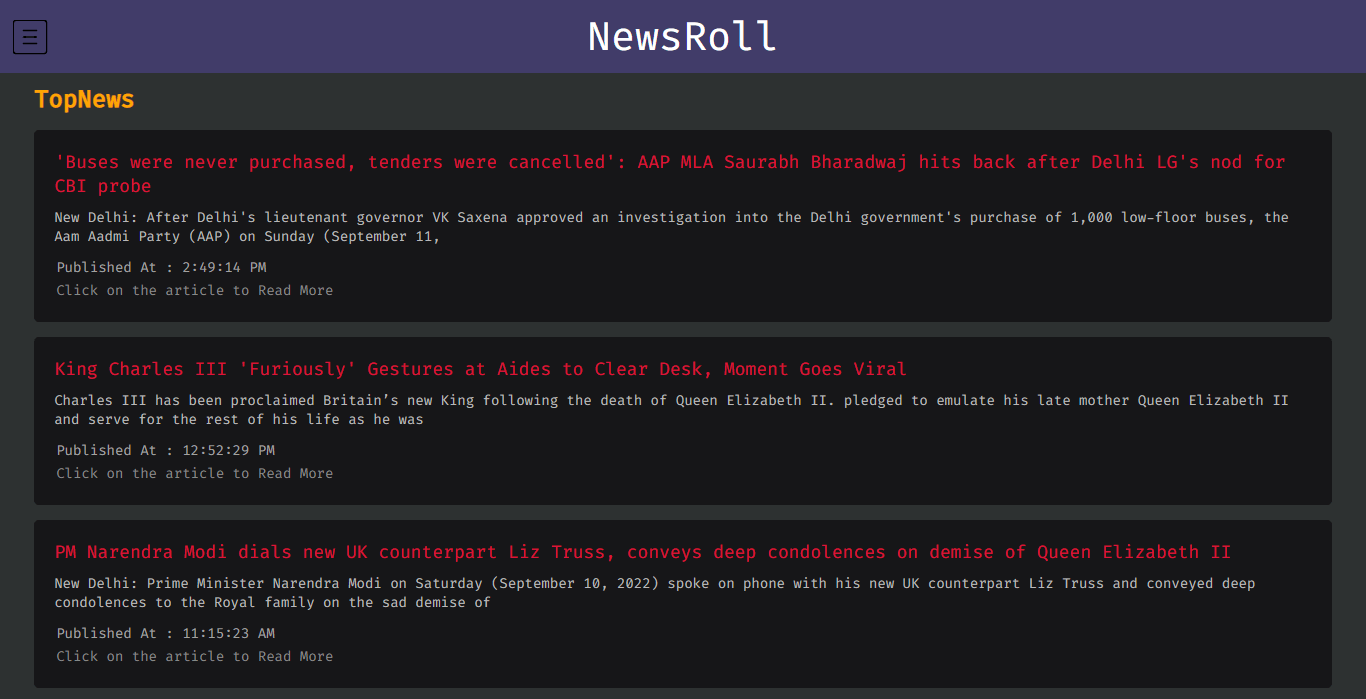 NewsRoll
TopNews
'Buses were never purchased, tenders were cancelled': AAP MLA Saurabh Bharadwaj hits back after Delhi LG's nod for
CBI probe
New Delhi: After Delhi's lieutenant governor VK Saxena approved an investigation into the Delhi government's purchase of 1,000 low-floor buses, the
Aam Aadmi Party (AAP) on Sunday (September 11,
Published At : 2:49:14 PM
Click on the article to Read More
King Charles III 'Furiously' Gestures at Aides to Clear Desk, Moment Goes Viral
Charles III has been proclaimed Britain’s new King following the death of Queen Elizabeth II. pledged to emulate his late mother Queen Elizabeth II
and serve for the rest of his life as he was
Published At : 12:52:29 PM
Click on the article to Read More
PM Narendra Modi dials new UK counterpart Liz Truss, conveys deep condolences on demise of Queen Elizabeth II
New Delhi: Prime Minister Narendra Modi on Saturday (September 10, 2022) spoke on phone with his new UK counterpart Liz Truss and conveyed deep
condolences to the Royal family on the sad demise of
Published At : 11:15:23 AM
Click on the article to Read More